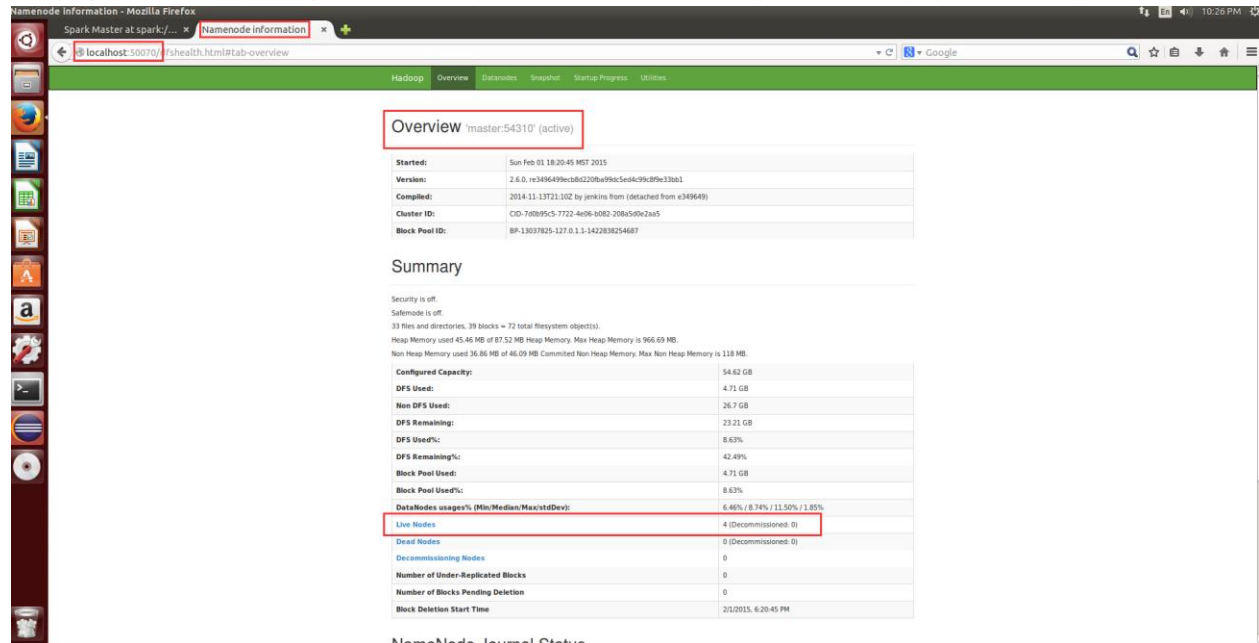 Namenode information - Mozilla Firefox
En
10:26 PM
Spark Master at spark:/... ×
Namenode information ×
localhost:50070/dfshealth.html#tab-overview
Google
Hadoop Overview Datanodes Snapshot Startup Progress Utilities
Overview 'master:54310' (active)
Started: Sun Feb 01 18:20:45 MST 2015
Version: 2.6.0, re3496499ecb8d220fba99dc5ed4c99c8f9e33bb1
Compiled: 2014-11-13T21:10Z by jenkins from (detached from e349649)
Cluster ID: CID-7d0b95c5-7722-4e06-b082-208a5d0e2aa5
Block Pool ID: BP-13037825-127.0.1.1-1422838254687
Summary
Security is off.
Safemode is off.
33 files and directories, 39 blocks = 72 total filesystem object(s).
Heap Memory used 45.46 MB of 87.52 MB Heap Memory. Max Heap Memory is 966.69 MB.
Non Heap Memory used 36.86 MB of 46.09 MB Commited Non Heap Memory. Max Non Heap Memory is 118 MB.
Configured Capacity: 54.62 GB
DFS Used: 4.71 GB
Non DFS Used: 26.7 GB
DFS Remaining: 23.21 GB
DFS Used%: 8.63%
DFS Remaining%: 42.49%
Block Pool Used: 4.71 GB
Block Pool Used%: 8.63%
DataNodes usages% (Min/Median/Max/stdDev): 6.46% / 8.74% / 11.50% / 1.85%
Live Nodes 4 (Decommissioned: 0)
Dead Nodes 0 (Decommissioned: 0)
Decommissioning Nodes 0
Number of Under-Replicated Blocks 0
Number of Blocks Pending Deletion 0
Block Deletion Start Time 2/1/2015, 6:20:45 PM
NameNode Journal Status